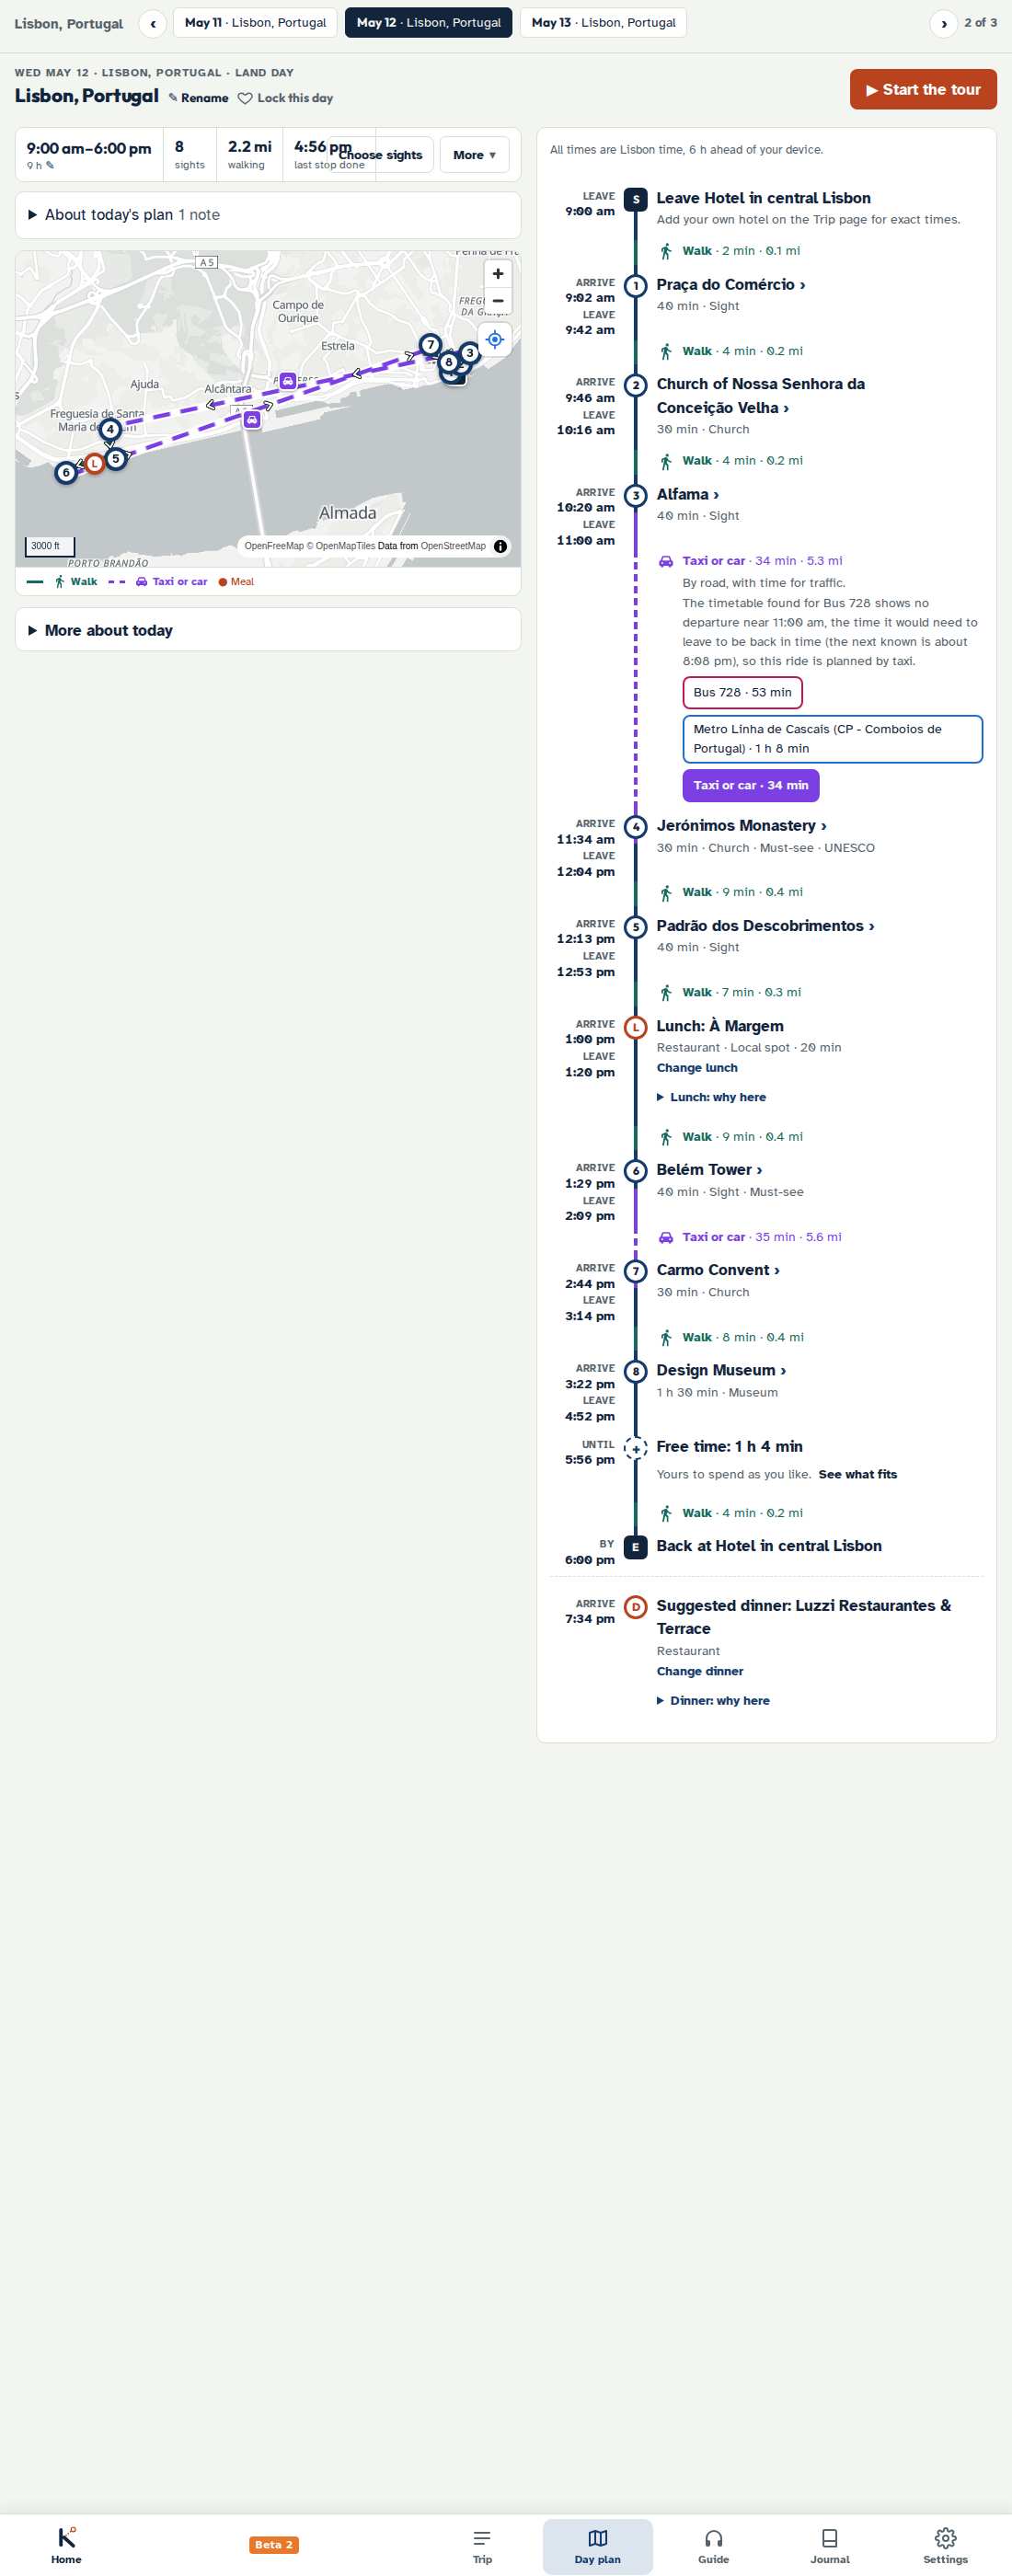 Lisbon, Portugal
‹
May 11 · Lisbon, Portugal
May 12 · Lisbon, Portugal
May 13 · Lisbon, Portugal
›
2 of 3
WED MAY 12 · LISBON, PORTUGAL · LAND DAY
Lisbon, Portugal
✎ Rename
Lock this day
▶ Start the tour
9:00 am–6:00 pm
9 h ✎
8
sights
2.2 mi
walking
4:56 pm
last stop done
Choose sights
More ▾
▶ About today's plan 1 note
A 5
Campo de
Ourique
Estrela
Ajuda
Alcântara
Freguesia de Santa
Almada
PORTO BRANDÃO
+
−
7
8
3
4
5
6
L
3000 ft
OpenFreeMap © OpenMapTiles Data from OpenStreetMap
Walk
Taxi or car
Meal
▶ More about today
All times are Lisbon time, 6 h ahead of your device.
LEAVE
9:00 am
S
Leave Hotel in central Lisbon
Add your own hotel on the Trip page for exact times.
Walk · 2 min · 0.1 mi
ARRIVE
9:02 am
LEAVE
9:42 am
1
Praça do Comércio ›
40 min · Sight
Walk · 4 min · 0.2 mi
ARRIVE
9:46 am
LEAVE
10:16 am
2
Church of Nossa Senhora da
Conceição Velha ›
30 min · Church
Walk · 4 min · 0.2 mi
ARRIVE
10:20 am
LEAVE
11:00 am
3
Alfama ›
40 min · Sight
Taxi or car · 34 min · 5.3 mi
By road, with time for traffic.
The timetable found for Bus 728 shows no
departure near 11:00 am, the time it would need to
leave to be back in time (the next known is about
8:08 pm), so this ride is planned by taxi.
Bus 728 · 53 min
Metro Linha de Cascais (CP - Comboios de
Portugal) · 1 h 8 min
Taxi or car · 34 min
ARRIVE
11:34 am
LEAVE
12:04 pm
4
Jerónimos Monastery ›
30 min · Church · Must-see · UNESCO
Walk · 9 min · 0.4 mi
ARRIVE
12:13 pm
LEAVE
12:53 pm
5
Padrão dos Descobrimentos ›
40 min · Sight
Walk · 7 min · 0.3 mi
ARRIVE
1:00 pm
LEAVE
1:20 pm
L
Lunch: À Margem
Restaurant · Local spot · 20 min
Change lunch
▶ Lunch: why here
Walk · 9 min · 0.4 mi
ARRIVE
1:29 pm
LEAVE
2:09 pm
6
Belém Tower ›
40 min · Sight · Must-see
Taxi or car · 35 min · 5.6 mi
ARRIVE
2:44 pm
LEAVE
3:14 pm
7
Carmo Convent ›
30 min · Church
Walk · 8 min · 0.4 mi
ARRIVE
3:22 pm
LEAVE
4:52 pm
8
Design Museum ›
1 h 30 min · Museum
UNTIL
5:56 pm
+
Free time: 1 h 4 min
Yours to spend as you like. See what fits
Walk · 4 min · 0.2 mi
BY
6:00 pm
E
Back at Hotel in central Lisbon
ARRIVE
7:34 pm
D
Suggested dinner: Luzzi Restaurantes &
Terrace
Restaurant
Change dinner
▶ Dinner: why here
Home
Beta 2
Trip
Day plan
Guide
Journal
Settings